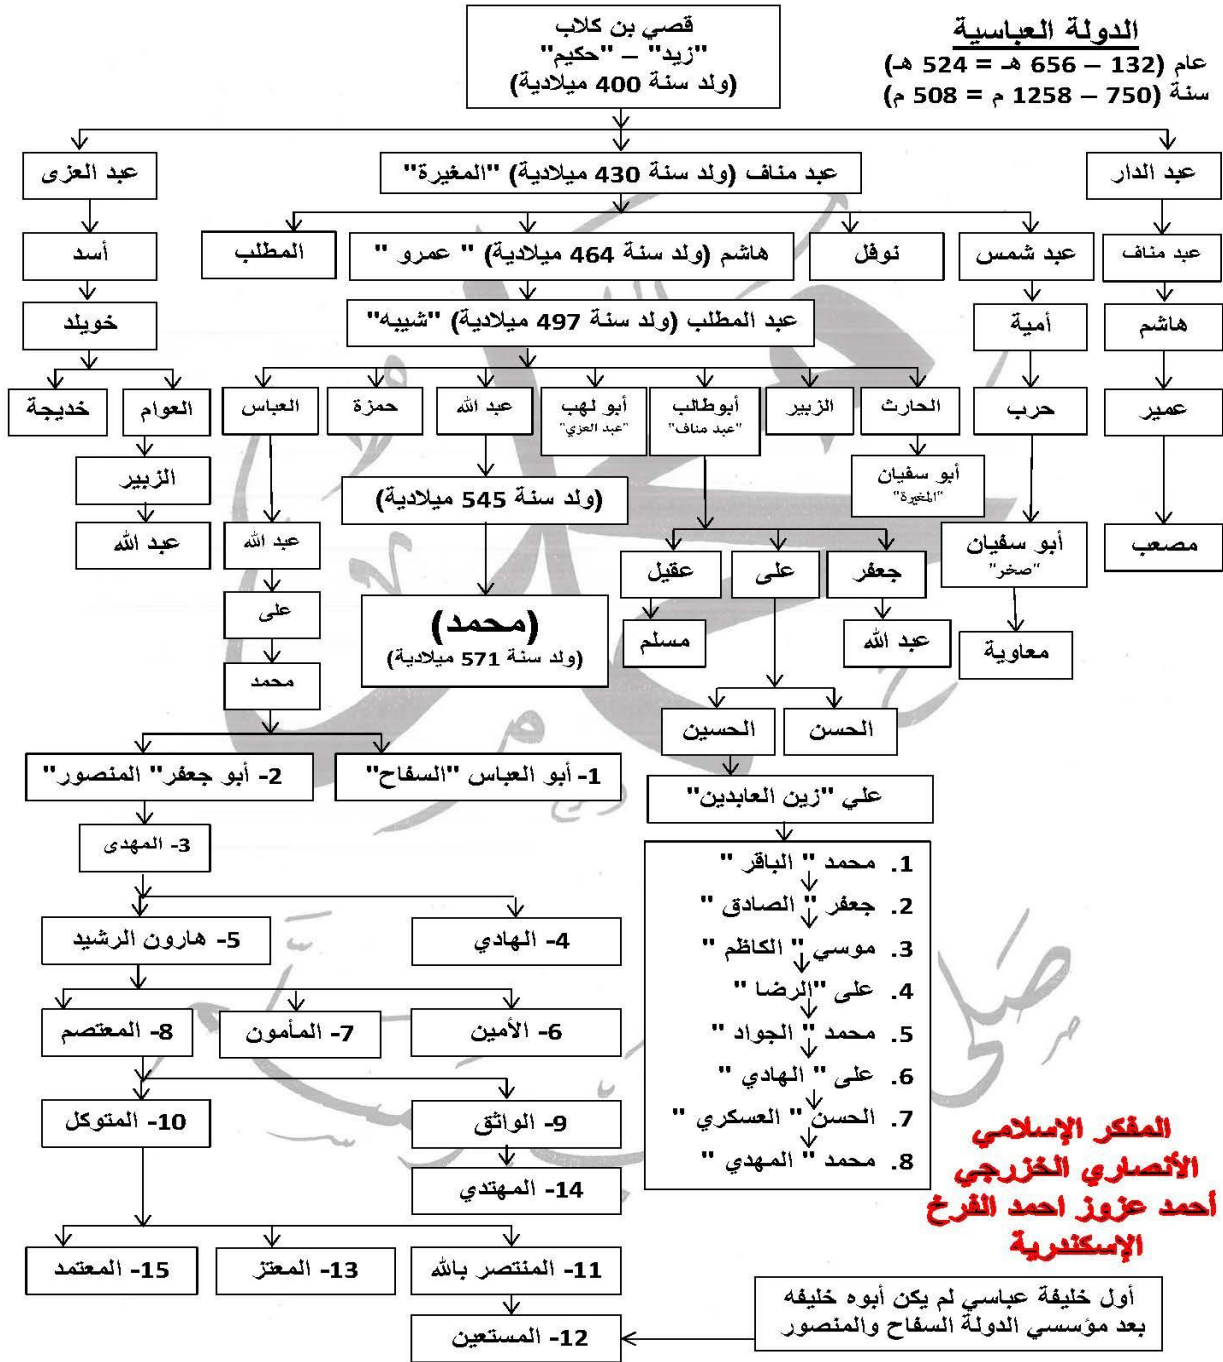 الدولة العباسية
عام (132 – 656 هـ = 524 هـ)
سنة (750 – 1258 م = 508 م)
قصي بن كلاب
"زيد" – "حكيم"
(ولد سنة 400 ميلادية)
عبد الدار
عبد مناف (ولد سنة 430 ميلادية) "المغيرة"
عبد العزى
عبد مناف
عبد شمس
نوفل
هاشم (ولد سنة 464 ميلادية) " عمرو "
المطلب
أسد
هاشم
أمية
عبد المطلب (ولد سنة 497 ميلادية) "شيبه"
خويلد
عمير
حرب
الحارث
الزبير
أبوطالب
"عبد مناف"
أبو لهب
"عبد العزي"
عبد الله
حمزة
العباس
العوام
خديجة
أبو سفيان
"المغيرة"
(ولد سنة 545 ميلادية)
الزبير
مصعب
أبو سفيان
"صخر"
جعفر
على
عقيل
عبد الله
عبد الله
معاوية
عبد الله
مسلم
(محمد)
(ولد سنة 571 ميلادية)
على
محمد
الحسن
الحسين
1- أبو العباس "السفاح"
2- أبو جعفر" المنصور"
علي "زين العابدين"
3- المهدى
1. محمد " الباقر "
2. جعفر " الصادق "
3. موسي " الكاظم "
4. على "الرضا "
5. محمد " الجواد "
6. على " الهادي "
7. الحسن " العسكري "
8. محمد " المهدي "
4- الهادي
5- هارون الرشيد
6- الأمين
7- المأمون
8- المعتصم
9- الواثق
10- المتوكل
14- المهتدي
11- المنتصر بالله
13- المعتز
15- المعتمد
12- المستعين
أول خليفة عباسي لم يكن أبوه خليفه
بعد مؤسسي الدولة السفاح والمنصور
المفكر الإسلامي
الأنصاري الخزرجي
أحمد عزوز احمد الفرخ
الإسكندرية
محمد
صلى